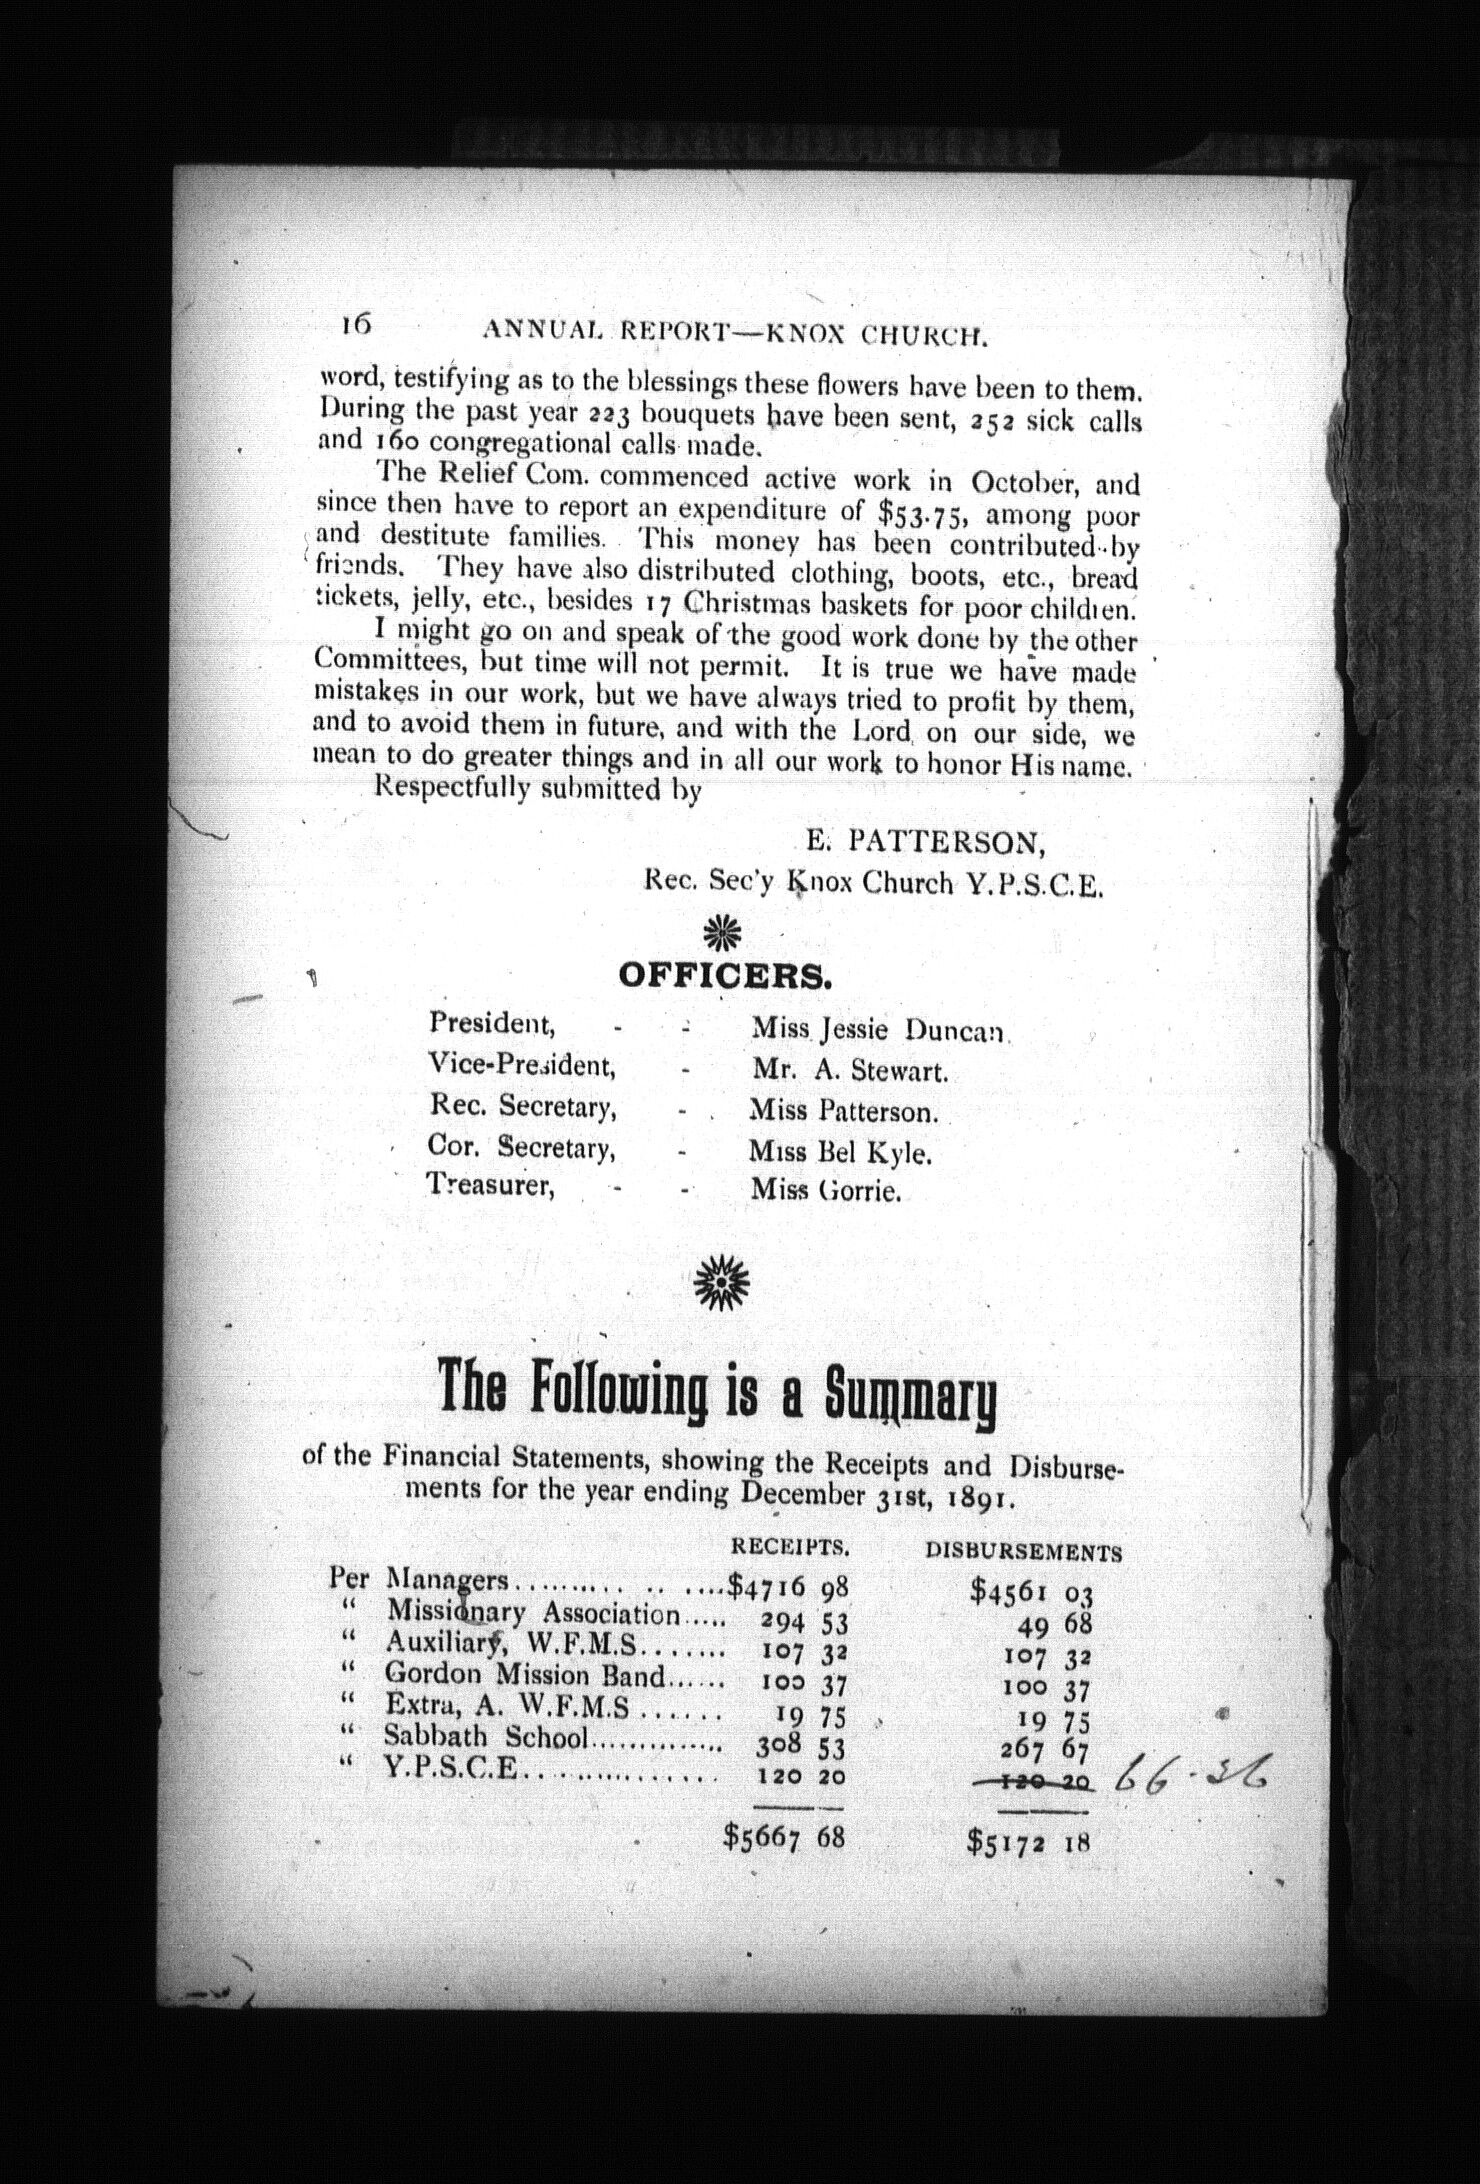 16 ANNUAL REPORT—KNOX CHURCH.
word, testifying as to the blessings these flowers have been to them.
During the past year 223 bouquets have been sent, 252 sick calls
and 160 congregational calls made.
The Relief Com. commenced active work in October, and
since then have to report an expenditure of $53.75, among poor
and destitute families. This money has been contributed by
friends. They have also distributed clothing, boots, etc., bread
tickets, jelly, etc., besides 17 Christmas baskets for poor children.
I might go on and speak of the good work done by the other
Committees, but time will not permit. It is true we have made
mistakes in our work, but we have always tried to profit by them,
and to avoid them in future, and with the Lord on our side, we
mean to do greater things and in all our work to honor His name.
Respectfully submitted by
E. PATTERSON,
Rec. Sec'y Knox Church Y.P.S.C.E.
OFFICERS.
President, - - Miss Jessie Duncan.
Vice-President, - Mr. A. Stewart.
Rec. Secretary, - Miss Patterson.
Cor. Secretary, - Miss Bel Kyle.
Treasurer, - - Miss Gorrie.
The Following is a Summary
of the Financial Statements, showing the Receipts and Disburse-
ments for the year ending December 31st, 1891.
RECEIPTS. DISBURSEMENTS
Per Managers.......... .. ....$4716 98 $4561 03
" Missionary Association..... 294 53 49 68
" Auxiliary, W.F.M.S........ 107 32 107 32
" Gordon Mission Band...... 100 37 100 37
" Extra, A. W.F.M.S ...... 19 75 19 75
" Sabbath School.............. 308 53 267 67
" Y.P.S.C.E................ 120 20 120 20 66.36
$5667 68 $5172 18